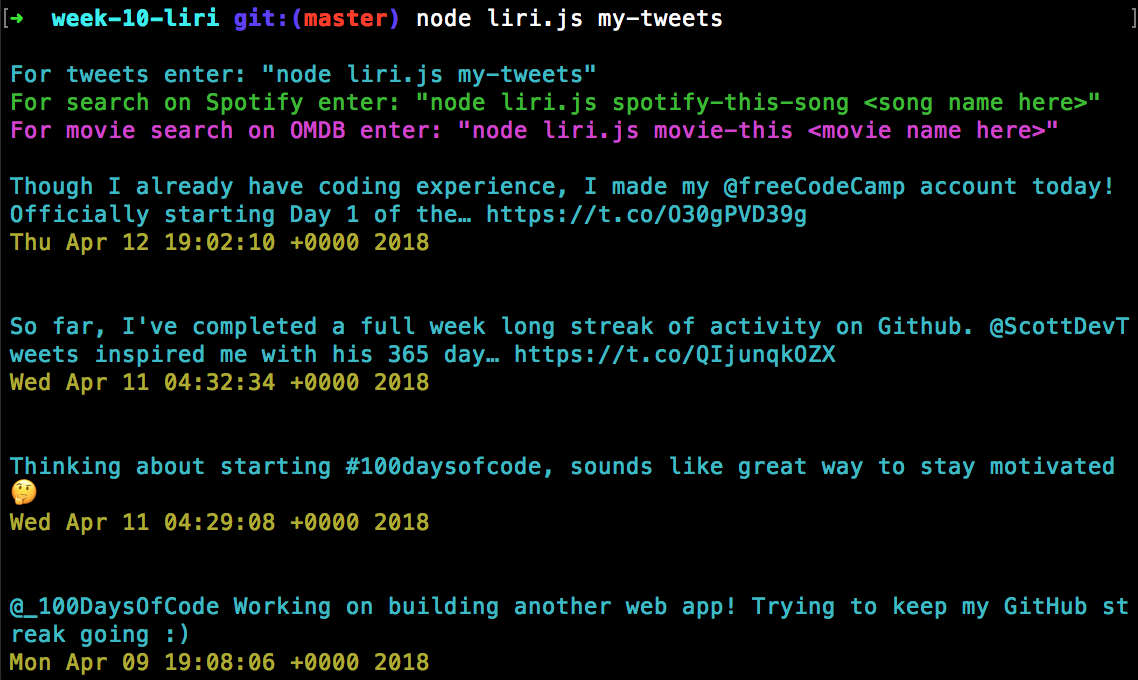 [➜  week-10-liri git:(master) node liri.js my-tweets ]
For tweets enter: "node liri.js my-tweets"
For search on Spotify enter: "node liri.js spotify-this-song <song name here>"
For movie search on OMDB enter: "node liri.js movie-this <movie name here>"
Though I already have coding experience, I made my @freeCodeCamp account today!
Officially starting Day 1 of the… https://t.co/O30gPVD39g
Thu Apr 12 19:02:10 +0000 2018
So far, I've completed a full week long streak of activity on Github. @ScottDevT
weets inspired me with his 365 day… https://t.co/QIjunqkOZX
Wed Apr 11 04:32:34 +0000 2018
Thinking about starting #100daysofcode, sounds like great way to stay motivated
🤔
Wed Apr 11 04:29:08 +0000 2018
@_100DaysOfCode Working on building another web app! Trying to keep my GitHub st
reak going :)
Mon Apr 09 19:08:06 +0000 2018